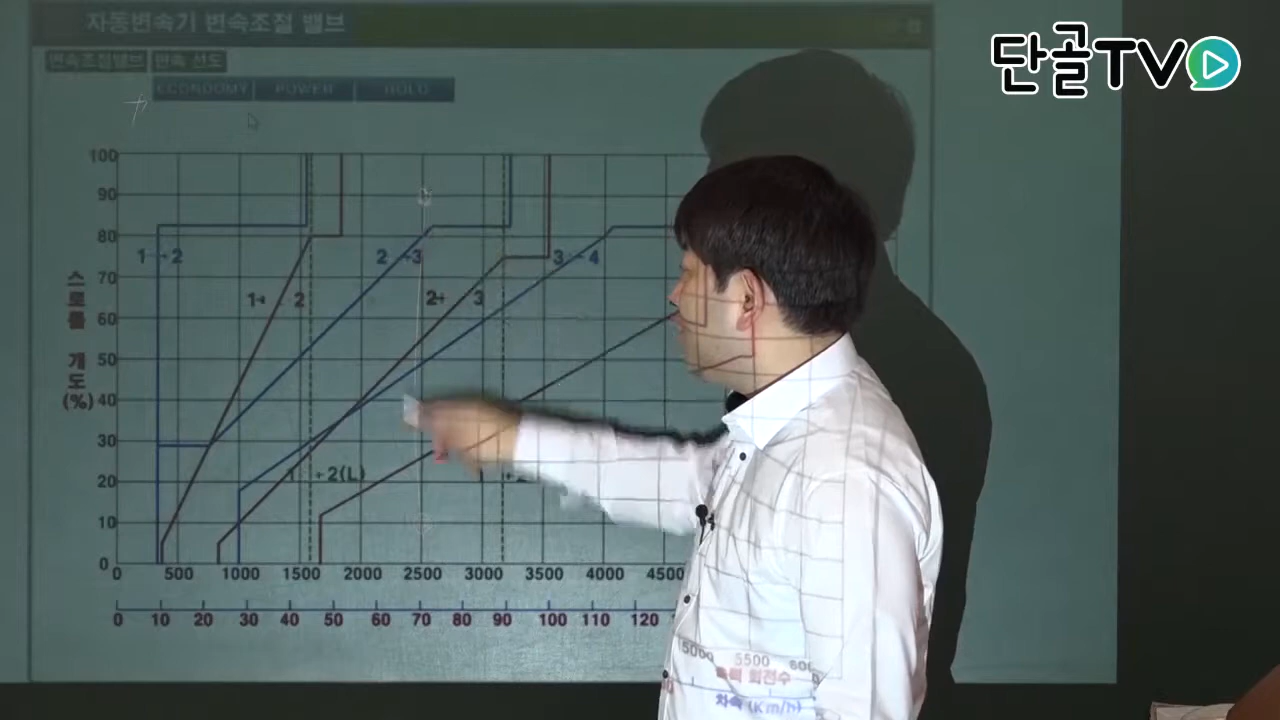 자동변속기 변속조절 밸브
단골TV
변속조절밸브 변속 선도
ECONOMY POWER HOLD
100
90
80
1 → 2
2 → 3
3 → 4
70
1→ 2
2→ 3
60
50
40
30
20
1 → 2(L)
10
0
스로틀 개도 (%)
0 500 1000 1500 2000 2500 3000 3500 4000 4500
0 10 20 30 40 50 60 70 80 90 100 110 120
5000 5500
출력 회전수
차속 (Km/h)